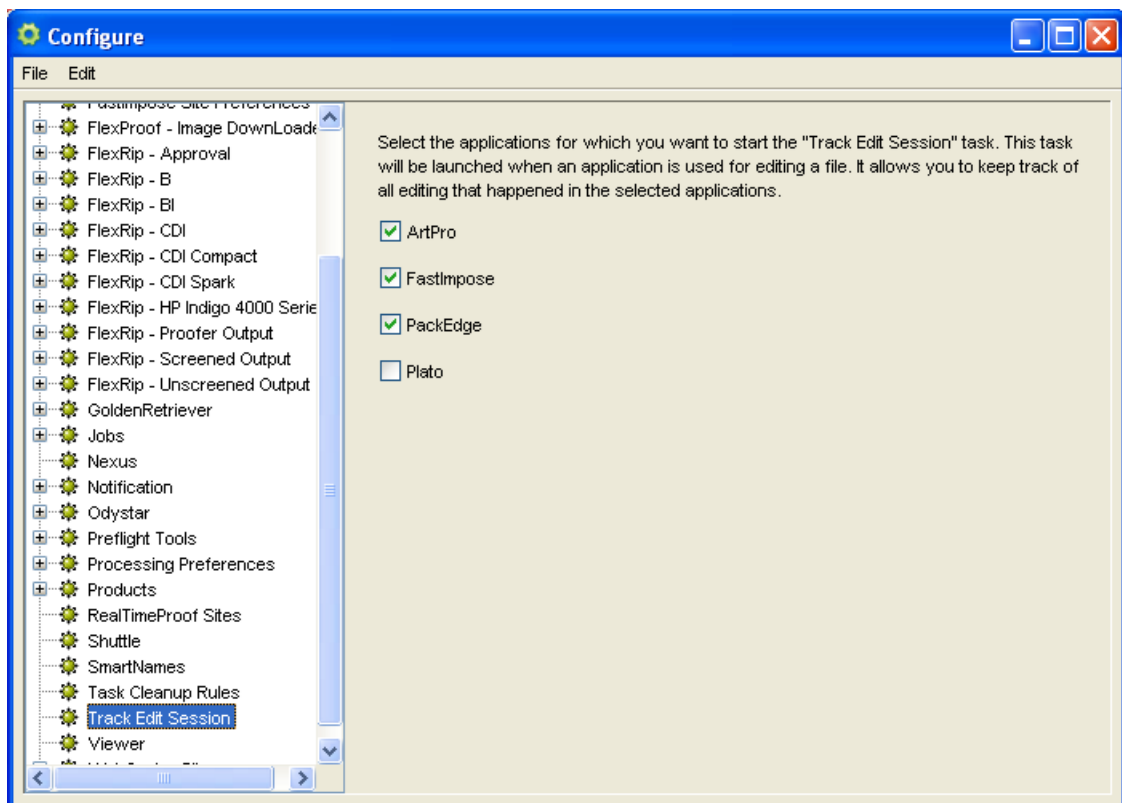 Configure
File Edit
FastImpose Site Preferences
FlexProof - Image DownLoade
FlexRip - Approval
FlexRip - B
FlexRip - BI
FlexRip - CDI
FlexRip - CDI Compact
FlexRip - CDI Spark
FlexRip - HP Indigo 4000 Serie
FlexRip - Proofer Output
FlexRip - Screened Output
FlexRip - Unscreened Output
GoldenRetriever
Jobs
Nexus
Notification
Odystar
Preflight Tools
Processing Preferences
Products
RealTimeProof Sites
Shuttle
SmartNames
Task Cleanup Rules
Track Edit Session
Viewer
Select the applications for which you want to start the "Track Edit Session" task. This task
will be launched when an application is used for editing a file. It allows you to keep track of
all editing that happened in the selected applications.
ArtPro
FastImpose
PackEdge
Plato